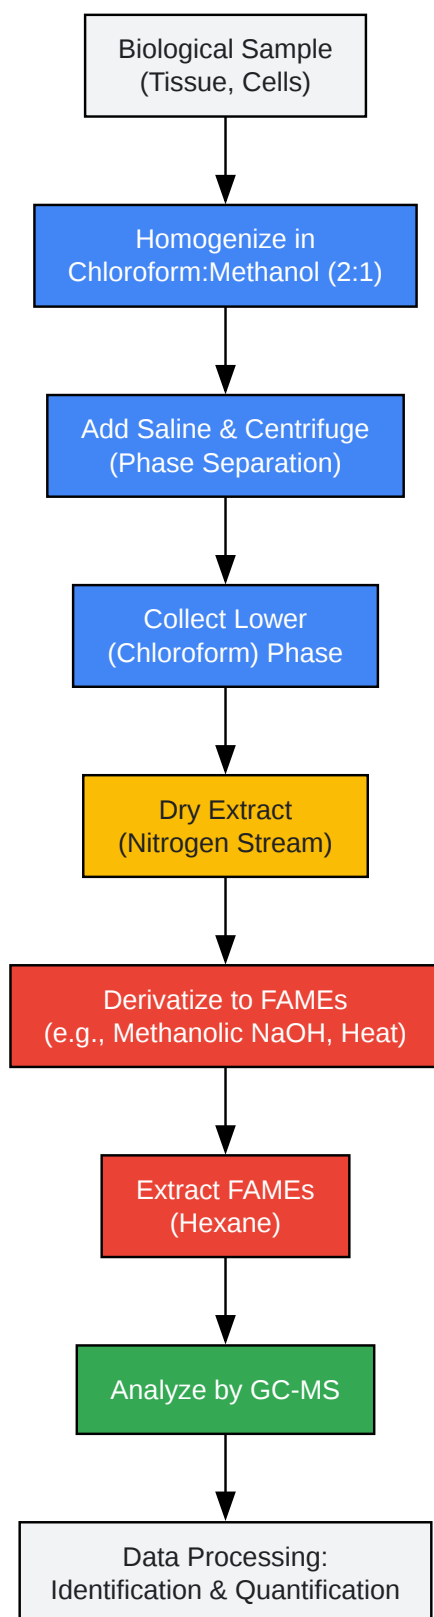 Biological Sample
(Tissue, Cells)
Homogenize in
Chloroform:Methanol (2:1)
Add Saline & Centrifuge
(Phase Separation)
Collect Lower
(Chloroform) Phase
Dry Extract
(Nitrogen Stream)
Derivatize to FAMEs
(e.g., Methanolic NaOH, Heat)
Extract FAMEs
(Hexane)
Analyze by GC-MS
Data Processing:
Identification & Quantification